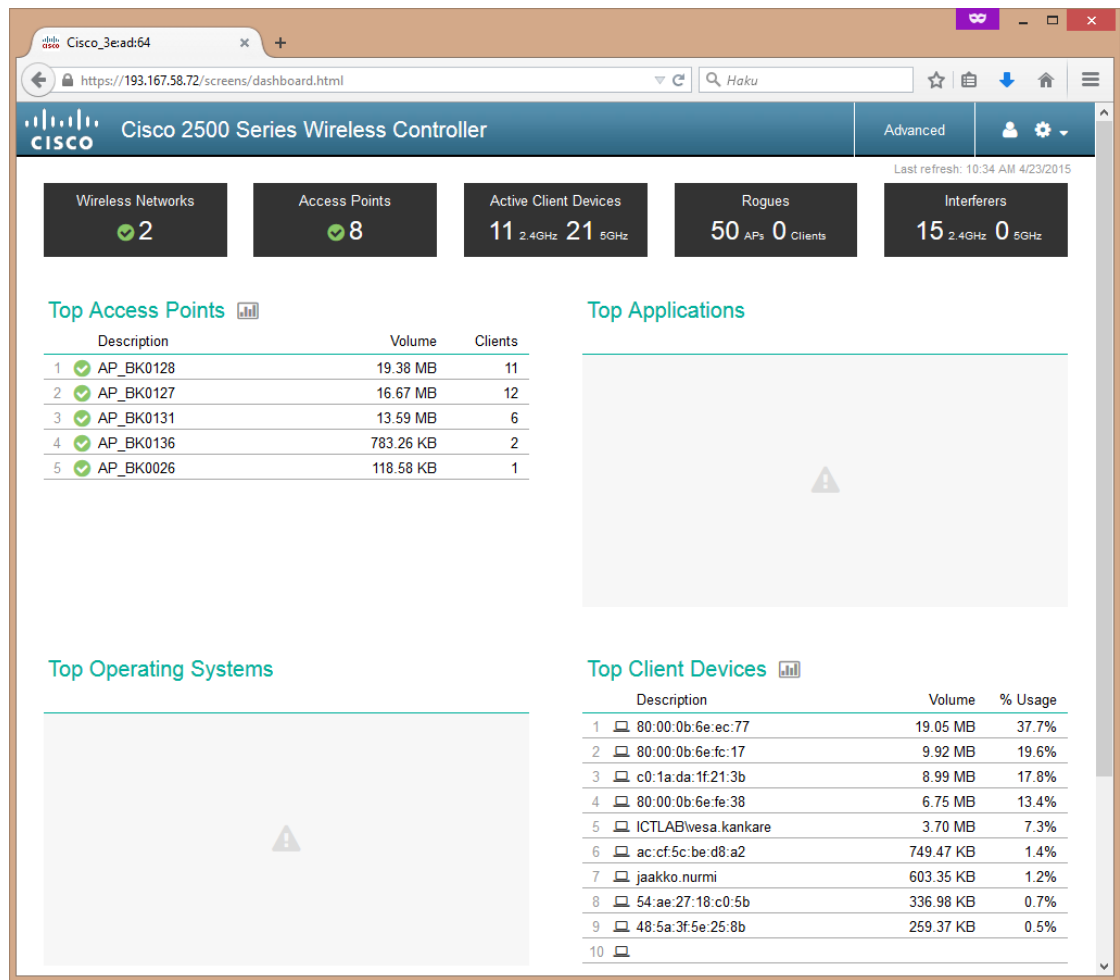 Cisco_3e:ad:64
https://193.167.58.72/screens/dashboard.html
Haku
CISCO
Cisco 2500 Series Wireless Controller
Advanced
Last refresh: 10:34 AM 4/23/2015
Wireless Networks
2
Access Points
8
Active Client Devices
11 2.4GHz 21 5GHz
Rogues
50 APs 0 Clients
Interferers
15 2.4GHz 0 5GHz
Top Access Points
Description Volume Clients
1 AP_BK0128 19.38 MB 11
2 AP_BK0127 16.67 MB 12
3 AP_BK0131 13.59 MB 6
4 AP_BK0136 783.26 KB 2
5 AP_BK0026 118.58 KB 1
Top Applications
Top Operating Systems
Top Client Devices
Description Volume % Usage
1 80:00:0b:6e:ec:77 19.05 MB 37.7%
2 80:00:0b:6e:fc:17 9.92 MB 19.6%
3 c0:1a:da:1f:21:3b 8.99 MB 17.8%
4 80:00:0b:6e:fe:38 6.75 MB 13.4%
5 ICTLAB\vesa.kankare 3.70 MB 7.3%
6 ac:cf:5c:be:d8:a2 749.47 KB 1.4%
7 jaakko.nurmi 603.35 KB 1.2%
8 54:ae:27:18:c0:5b 336.98 KB 0.7%
9 48:5a:3f:5e:25:8b 259.37 KB 0.5%
10